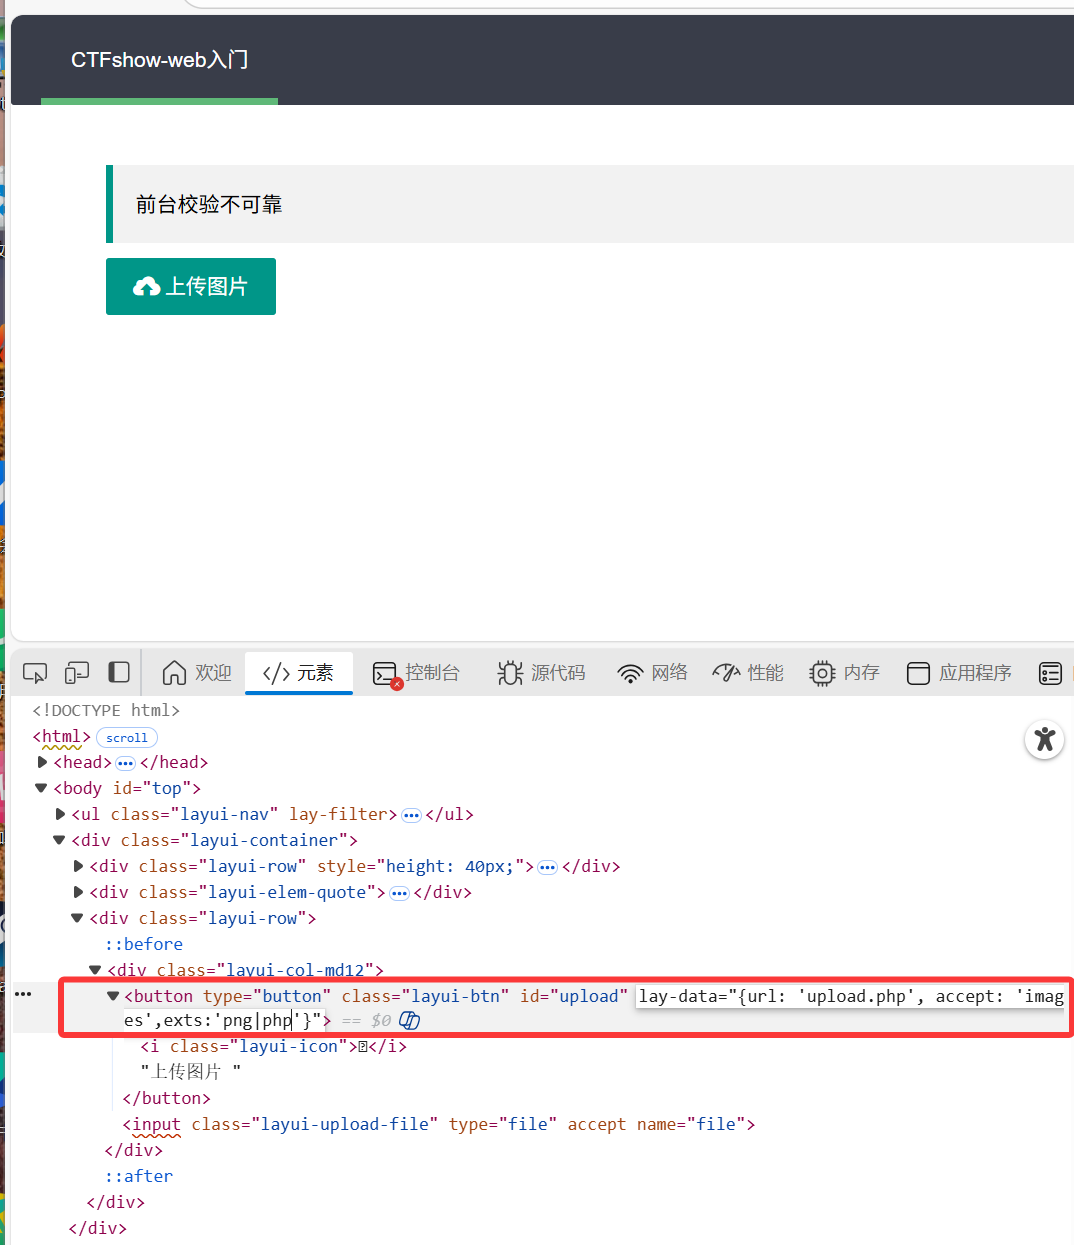 CTFshow-web入门
前台校验不可靠
上传图片
欢迎 </> 元素 控制台 源代码 网络 性能 内存 应用程序
<!DOCTYPE html>
<html> scroll
<head> ••• </head>
<body id="top">
<ul class="layui-nav" lay-filter> ••• </ul>
<div class="layui-container">
<div class="layui-row" style="height: 40px;"> ••• </div>
<div class="layui-elem-quote"> ••• </div>
<div class="layui-row">
::before
<div class="layui-col-md12">
••• <button type="button" class="layui-btn" id="upload" lay-data="{url: 'upload.php', accept: 'imag
es',exts:'png|php'}"> == $0
<i class="layui-icon"></i>
"上传图片 "
</button>
<input class="layui-upload-file" type="file" accept name="file">
</div>
::after
</div>
</div>